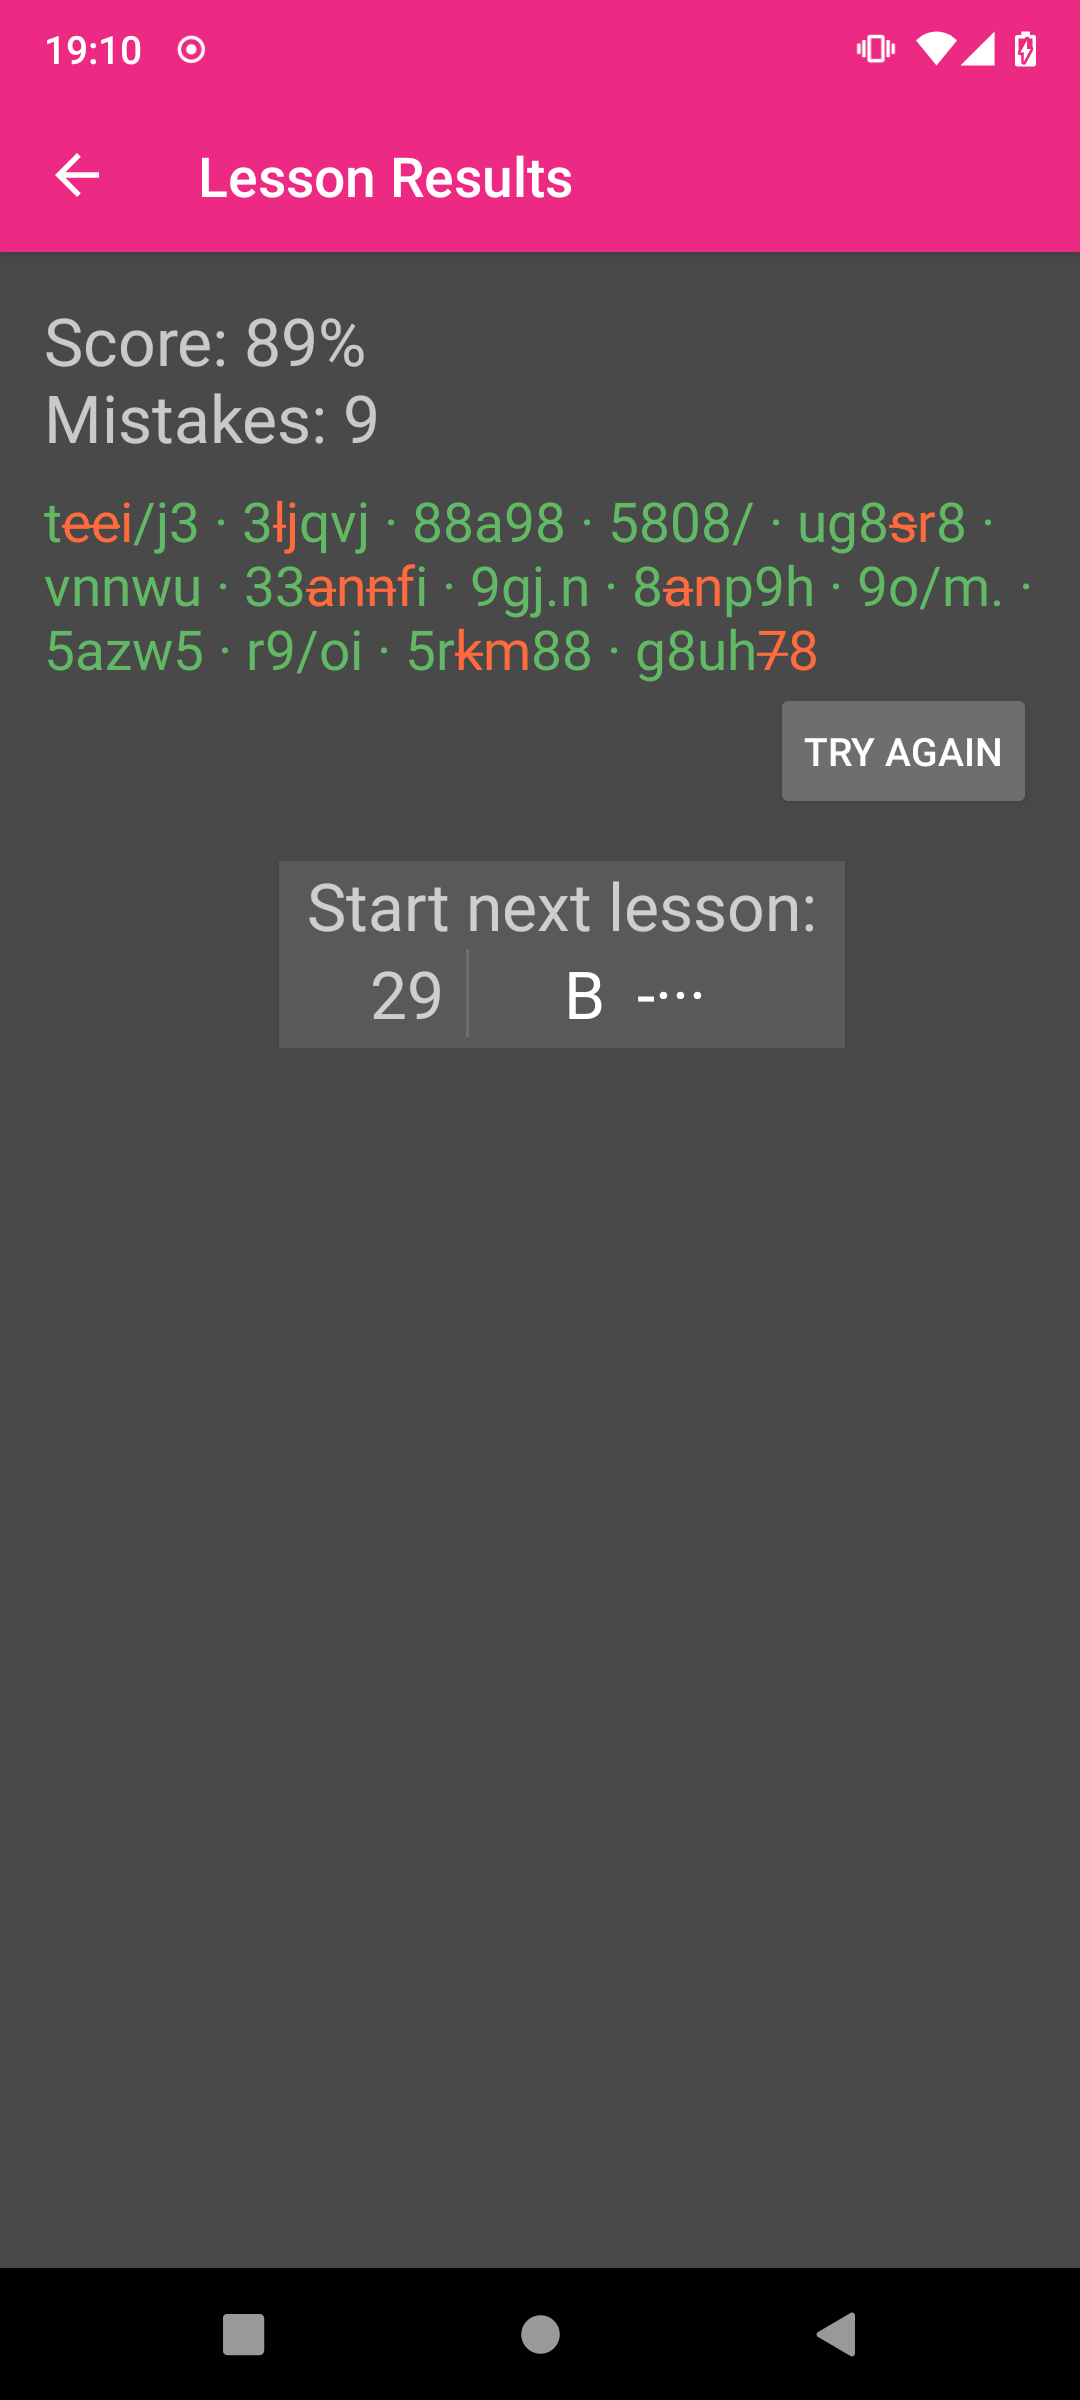 19:10
Lesson Results
Score: 89%
Mistakes: 9
teei/j3 · 3ljqvj · 88a98 · 5808/ · ug8sr8 ·
vnnwu · 33annfi · 9gj.n · 8anp9h · 9o/m. ·
5azw5 · r9/oi · 5rkm88 · g8uh78
TRY AGAIN
Start next lesson:
29 B -···